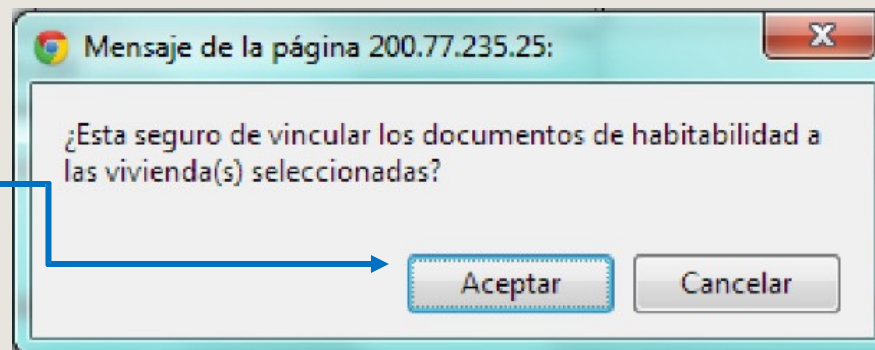 Mensaje de la página 200.77.235.25:
¿Esta seguro de vincular los documentos de habitabilidad a
las vivienda(s) seleccionadas?
Aceptar
Cancelar